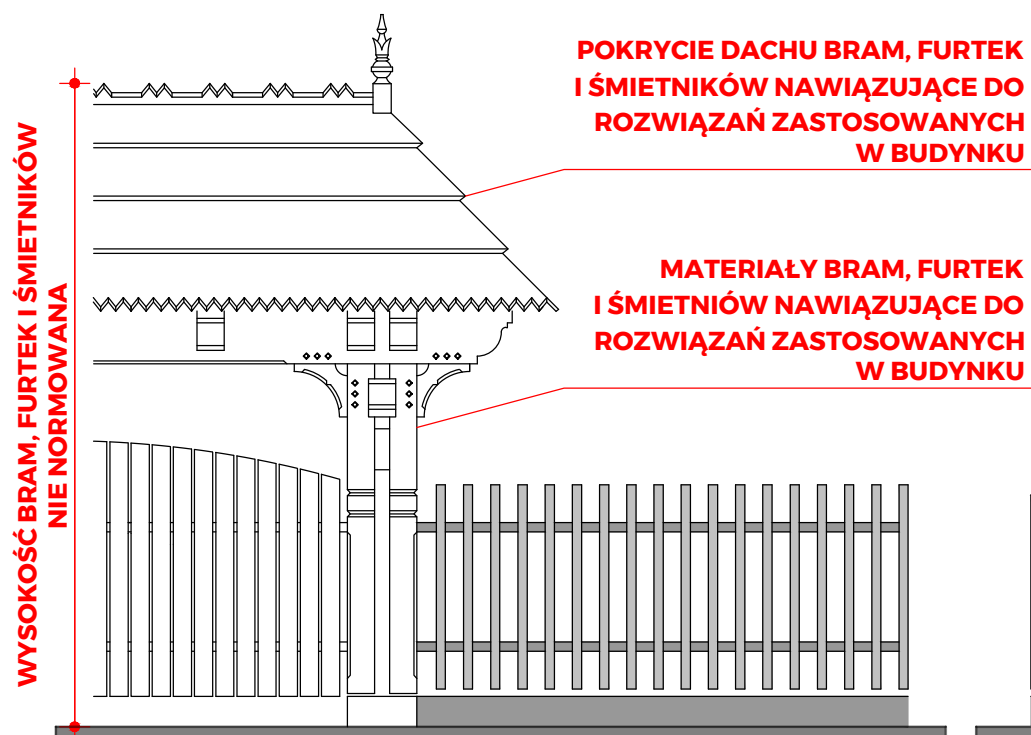 POKRYCIE DACHU BRAM, FURTEK
I ŚMIETNIKÓW NAWIĄZUJĄCE DO
ROZWIĄZAŃ ZASTOSOWANYCH
W BUDYNKU
MATERIAŁY BRAM, FURTEK
I ŚMIETNIÓW NAWIĄZUJĄCE DO
ROZWIĄZAŃ ZASTOSOWANYCH
W BUDYNKU
WYSOKOŚĆ BRAM, FURTEK I ŚMIETNIKÓW
NIE NORMOWANA